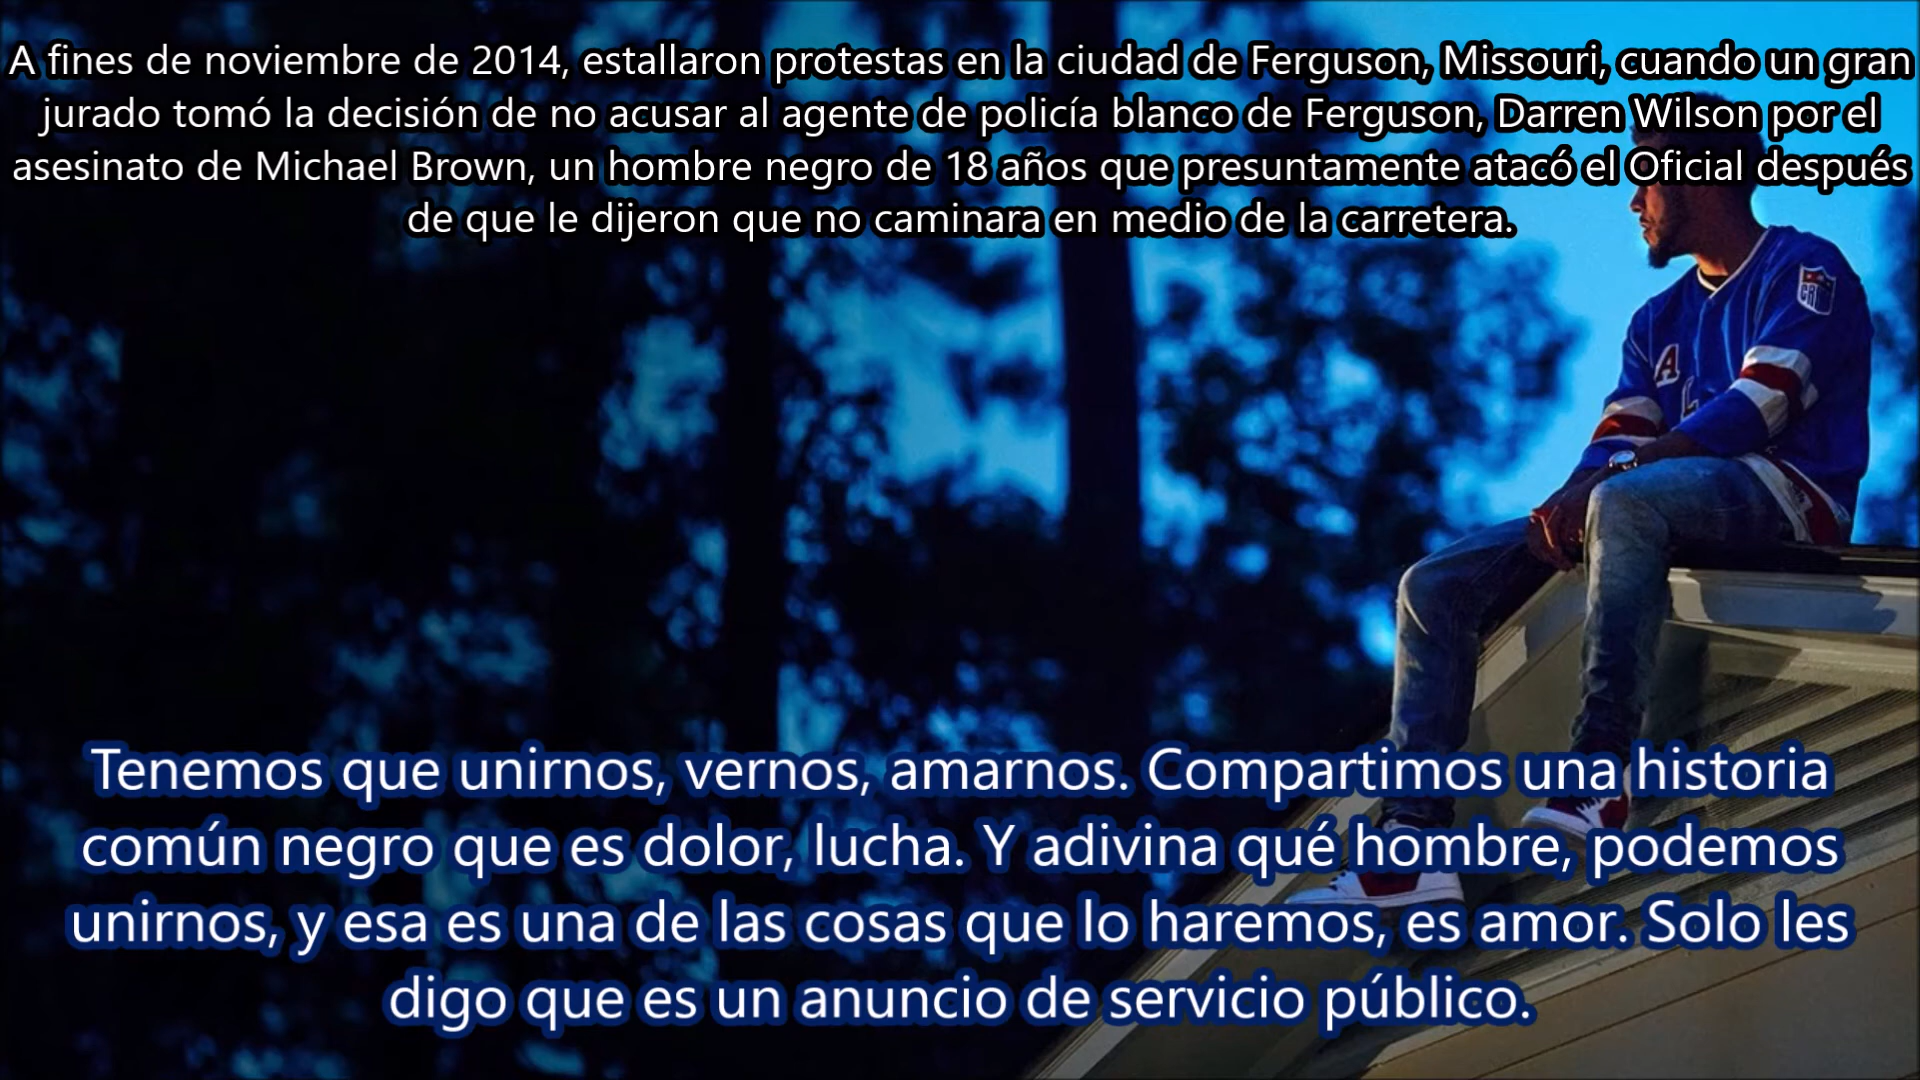 A fines de noviembre de 2014, estallaron protestas en la ciudad de Ferguson, Missouri, cuando un gran
jurado tomó la decisión de no acusar al agente de policía blanco de Ferguson, Darren Wilson por el
asesinato de Michael Brown, un hombre negro de 18 años que presuntamente atacó el Oficial después
de que le dijeron que no caminara en medio de la carretera.
A
Tenemos que unirnos, vernos, amarnos. Compartimos una historia
común negro que es dolor, lucha. Y adivina qué hombre, podemos
unirnos, y esa es una de las cosas que lo haremos, es amor. Solo les
digo que es un anuncio de servicio público.